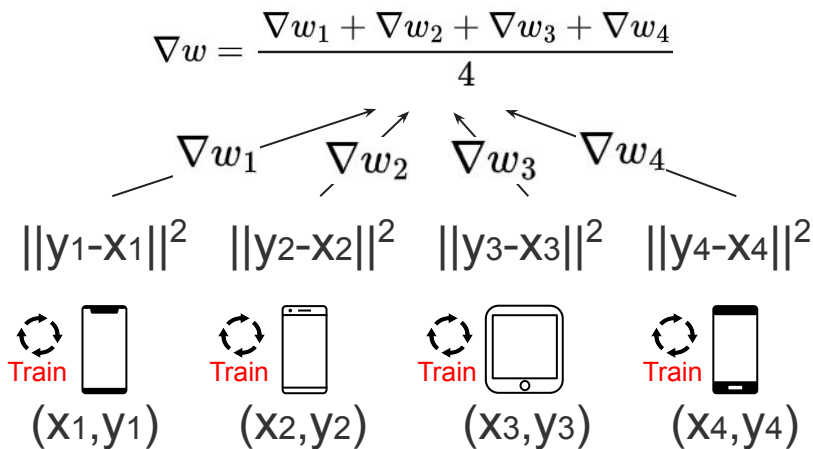 ∇w = (∇w₁ + ∇w₂ + ∇w₃ + ∇w₄) / 4
∇w₁ ∇w₂ ∇w₃ ∇w₄
||y1-x1||² ||y2-x2||² ||y3-x3||² ||y4-x4||²
Train Train Train Train
(x1,y1) (x2,y2) (x3,y3) (x4,y4)